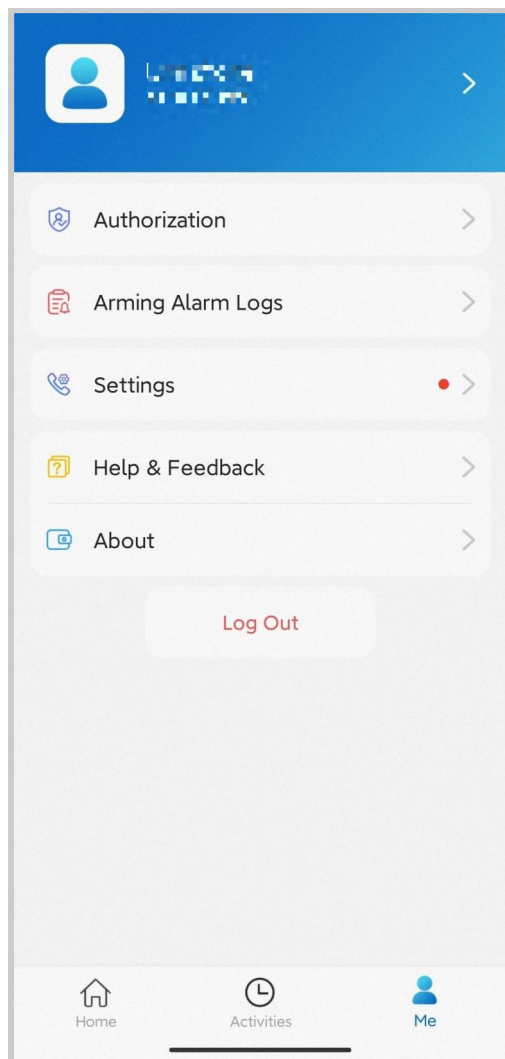 Authorization
Arming Alarm Logs
Settings
Help & Feedback
About
Log Out
Home
Activities
Me